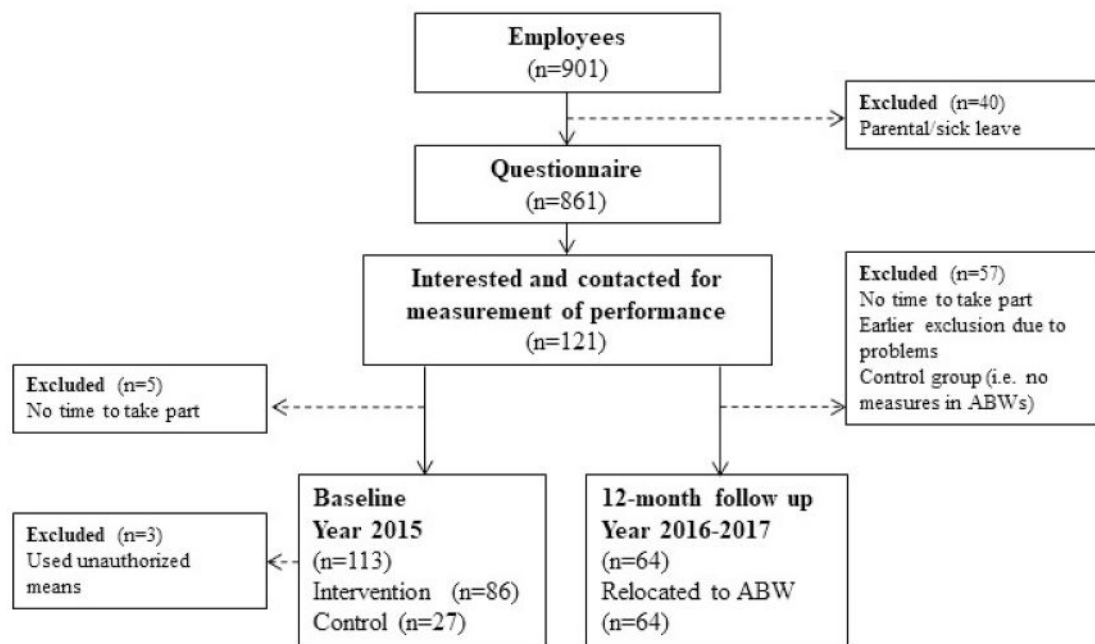 Employees
(n=901)
Excluded (n=40)
Parental/sick leave
Questionnaire
(n=861)
Interested and contacted for
measurement of performance
(n=121)
Excluded (n=57)
No time to take part
Earlier exclusion due to
problems
Control group (i.e. no
measures in ABWs)
Excluded (n=5)
No time to take part
Baseline
Year 2015
(n=113)
Intervention (n=86)
Control (n=27)
12-month follow up
Year 2016-2017
(n=64)
Relocated to ABW
(n=64)
Excluded (n=3)
Used unauthorized
means